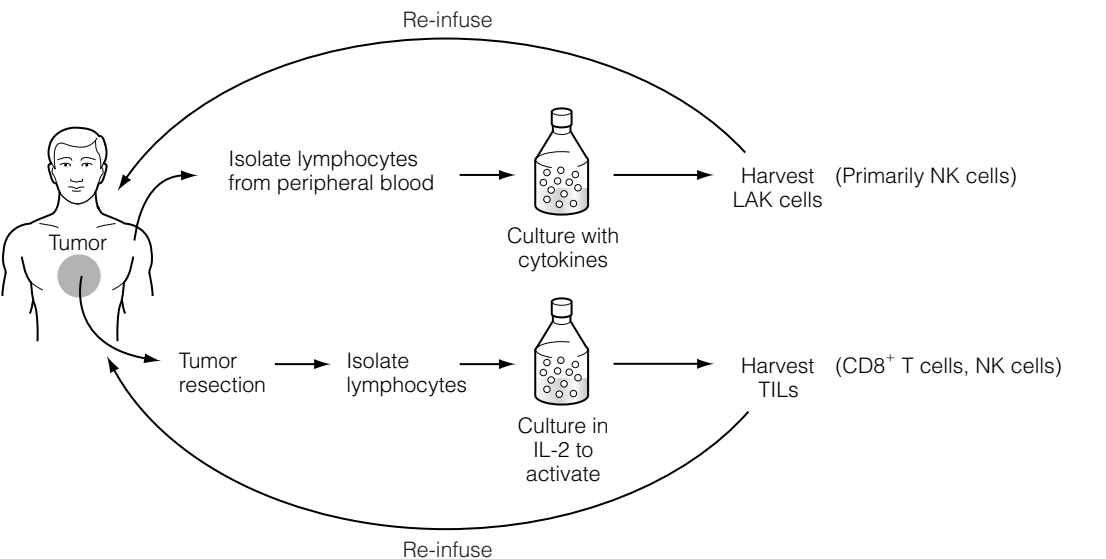 Re-infuse
Isolate lymphocytes
from peripheral blood
Culture with
cytokines
Harvest
LAK cells
(Primarily NK cells)
Tumor
Tumor
resection
Isolate
lymphocytes
Culture in
IL-2 to
activate
Harvest
TILs
(CD8⁺ T cells, NK cells)
Re-infuse